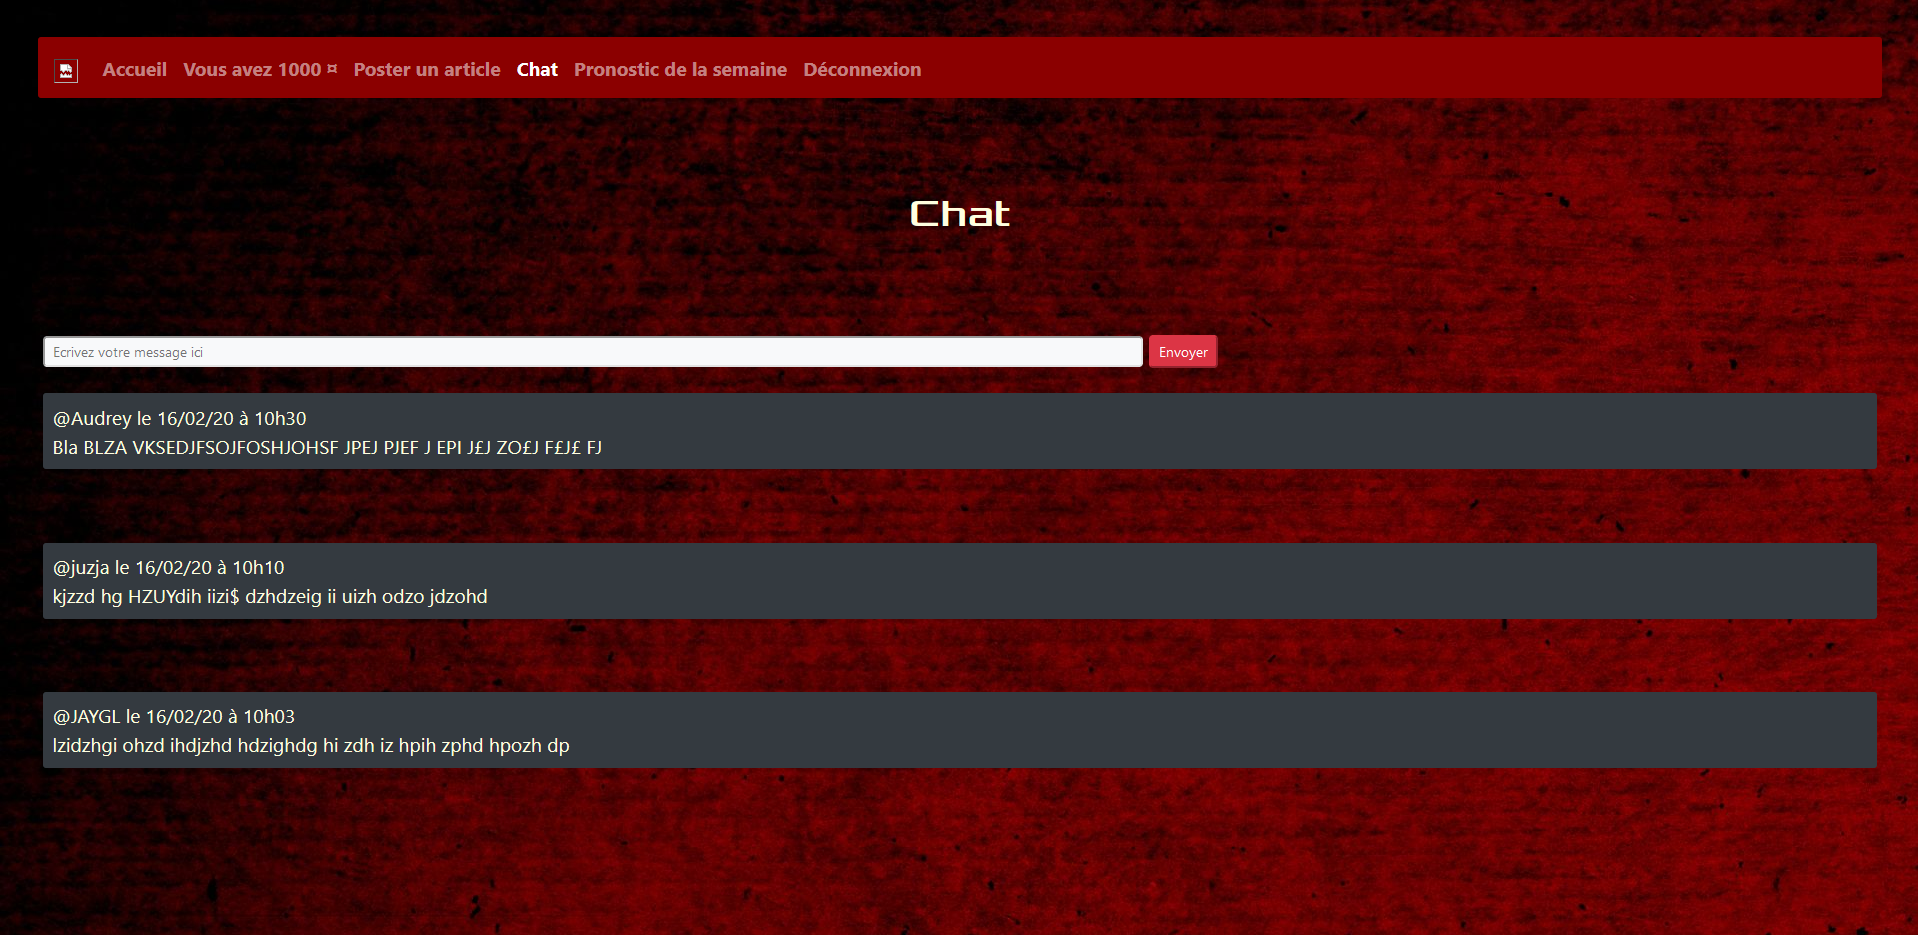 Accueil Vous avez 1000 ¤ Poster un article Chat Pronostic de la semaine Déconnexion
Chat
Ecrivez votre message ici Envoyer
@Audrey le 16/02/20 à 10h30
Bla BLZA VKSEDJFSOJFOSHJOHSF JPEJ PJEF J EPI J£J ZO£J F£J£ FJ
@juzja le 16/02/20 à 10h10
kjzzd hg HZUYdih iizi$ dzhdzeig ii uizh odzo jdzohd
@JAYGL le 16/02/20 à 10h03
lzidzhgi ohzd ihdjzhd hdzighdg hi zdh iz hpih zphd hpozh dp